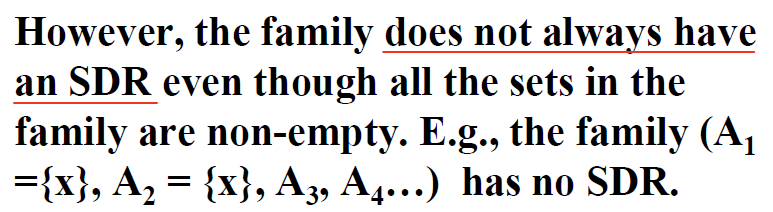 However, the family does not always have
an SDR even though all the sets in the
family are non-empty. E.g., the family (A₁
={x}, A₂ = {x}, A₃, A₄…) has no SDR.